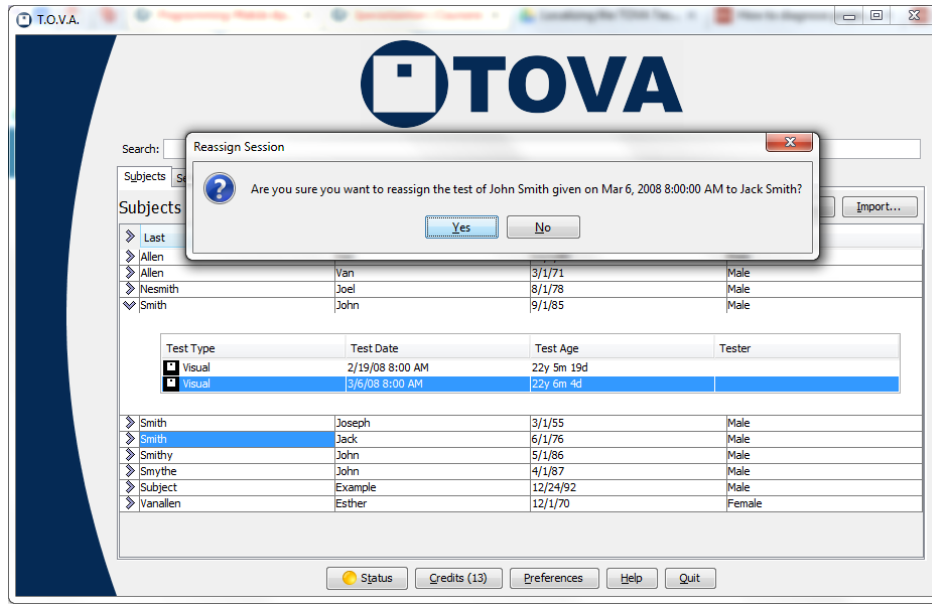 T.O.V.A.
TOVA
Search:
Reassign Session
Are you sure you want to reassign the test of John Smith given on Mar 6, 2008 8:00:00 AM to Jack Smith?
Yes No
Subjects
Subjects Import...
Last
Allen
Allen Van 3/1/71 Male
Nesmith Joel 8/1/78 Male
Smith John 9/1/85 Male
Test Type Test Date Test Age Tester
Visual 2/19/08 8:00 AM 22y 5m 19d
Visual 3/6/08 8:00 AM 22y 6m 4d
Smith Joseph 3/1/55 Male
Smith Jack 6/1/76 Male
Smithy John 5/1/86 Male
Smythe John 4/1/87 Male
Subject Example 12/24/92 Male
Vanallen Esther 12/1/70 Female
Status Credits (13) Preferences Help Quit